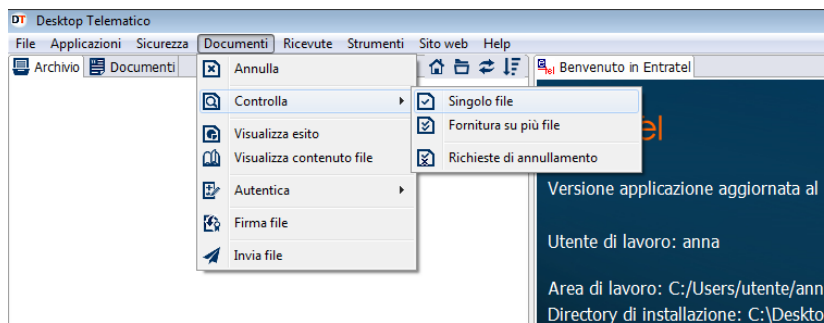 DT Desktop Telematico
File Applicazioni Sicurezza Documenti Ricevute Strumenti Sito web Help
Archivio Documenti
Benvenuto in Entratel
Annulla
Controlla
Visualizza esito
Visualizza contenuto file
Autentica
Firma file
Invia file
Singolo file
Fornitura su più file
Richieste di annullamento
el
Versione applicazione aggiornata al
Utente di lavoro: anna
Area di lavoro: C:/Users/utente/ann
Directory di installazione: C:\Deskto